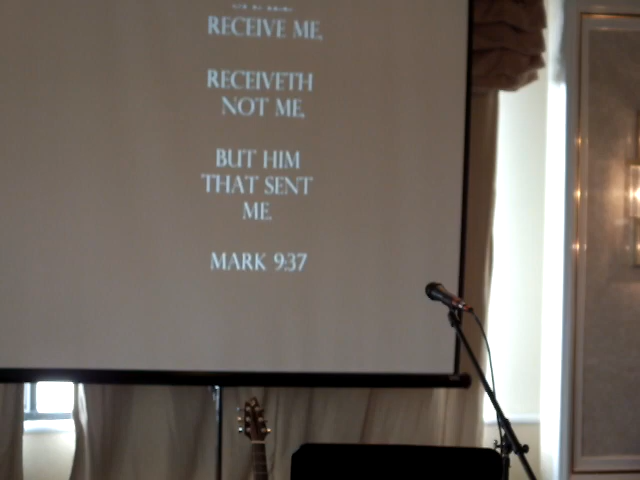 RECEIVE ME,
RECEIVETH
NOT ME,
BUT HIM
THAT SENT
ME.
MARK 9:37